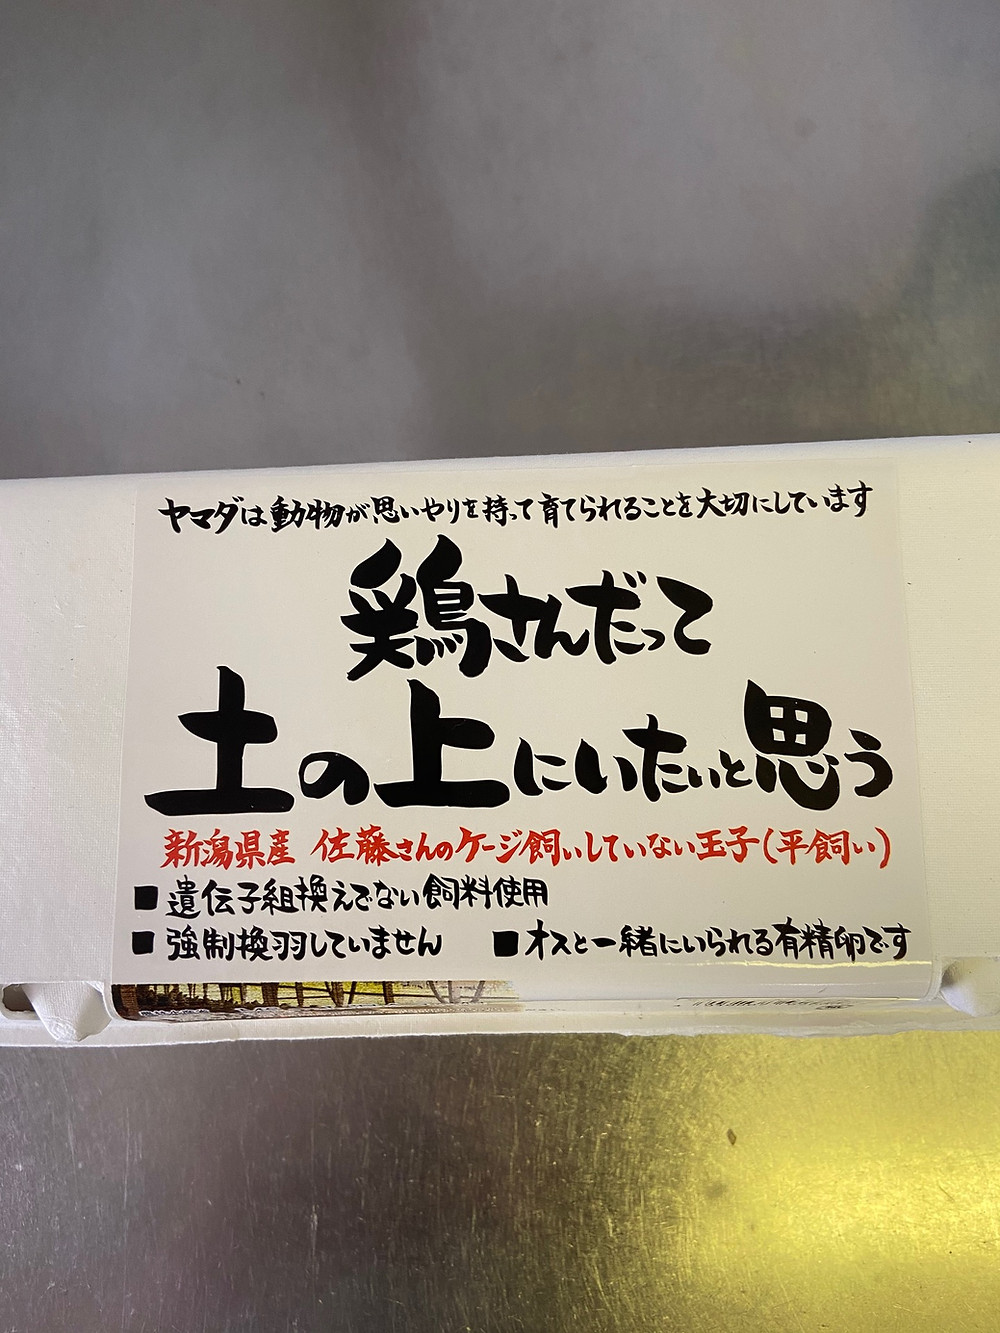 ヤマダは動物が思いやりを持って育てられることを大切にしています
鶏さんだって
土の上にいたいと思う
新潟県産 佐藤さんのケージ飼いしていない玉子(平飼い)
■遺伝子組換えでない飼料使用
■強制換羽していません ■オスと一緒にいられる有精卵です